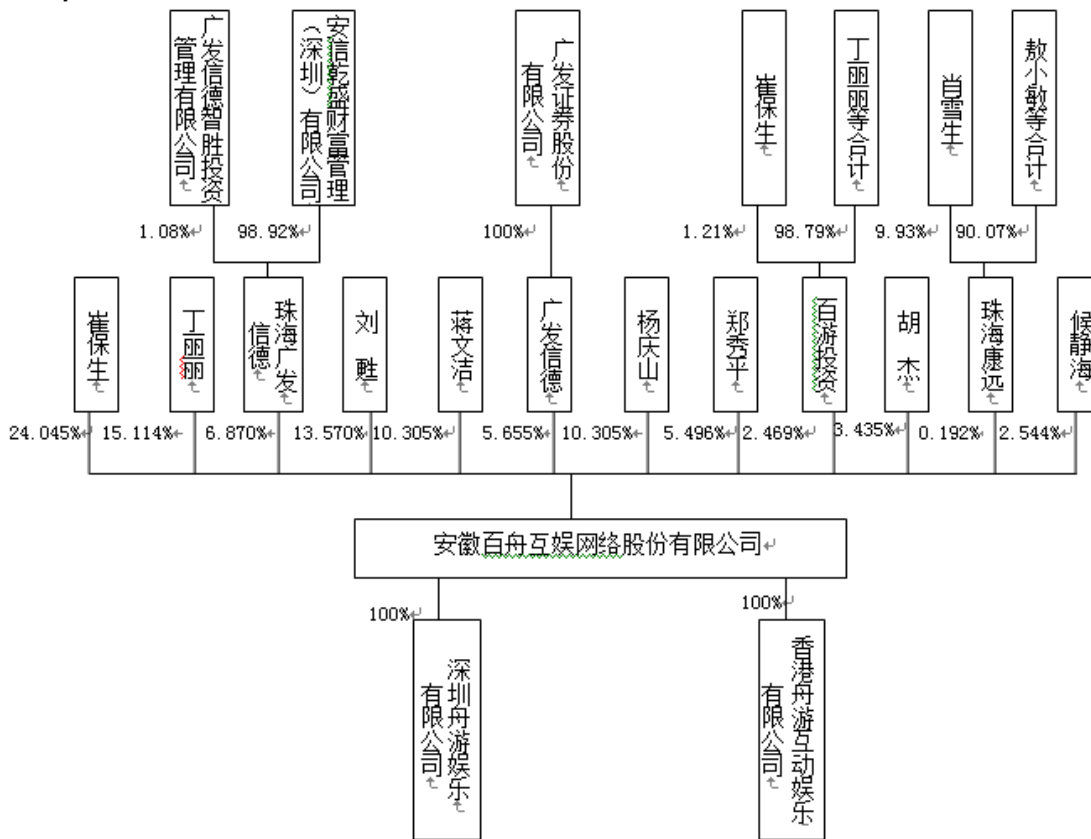 广发信德智胜投资
管理有限公司
安信乾盛财富管理
（深圳）有限公司
广发证券股份
有限公司
崔保生
丁丽丽等合计
肖雪生
敖小敏等合计
1.08%
98.92%
100%
1.21%
98.79%
9.93%
90.07%
崔保生
丁丽丽
珠海广发
信德
刘 甦
蒋文洁
广发信德
杨庆山
郑秀平
百游投资
胡 杰
珠海康远
候静海
24.045%
15.114%
6.870%
13.570%
10.305%
5.655%
10.305%
5.496%
2.469%
3.435%
0.192%
2.544%
安徽百舟互娱网络股份有限公司
100%
100%
深圳舟游娱乐
有限公司
香港舟游互动娱乐
有限公司